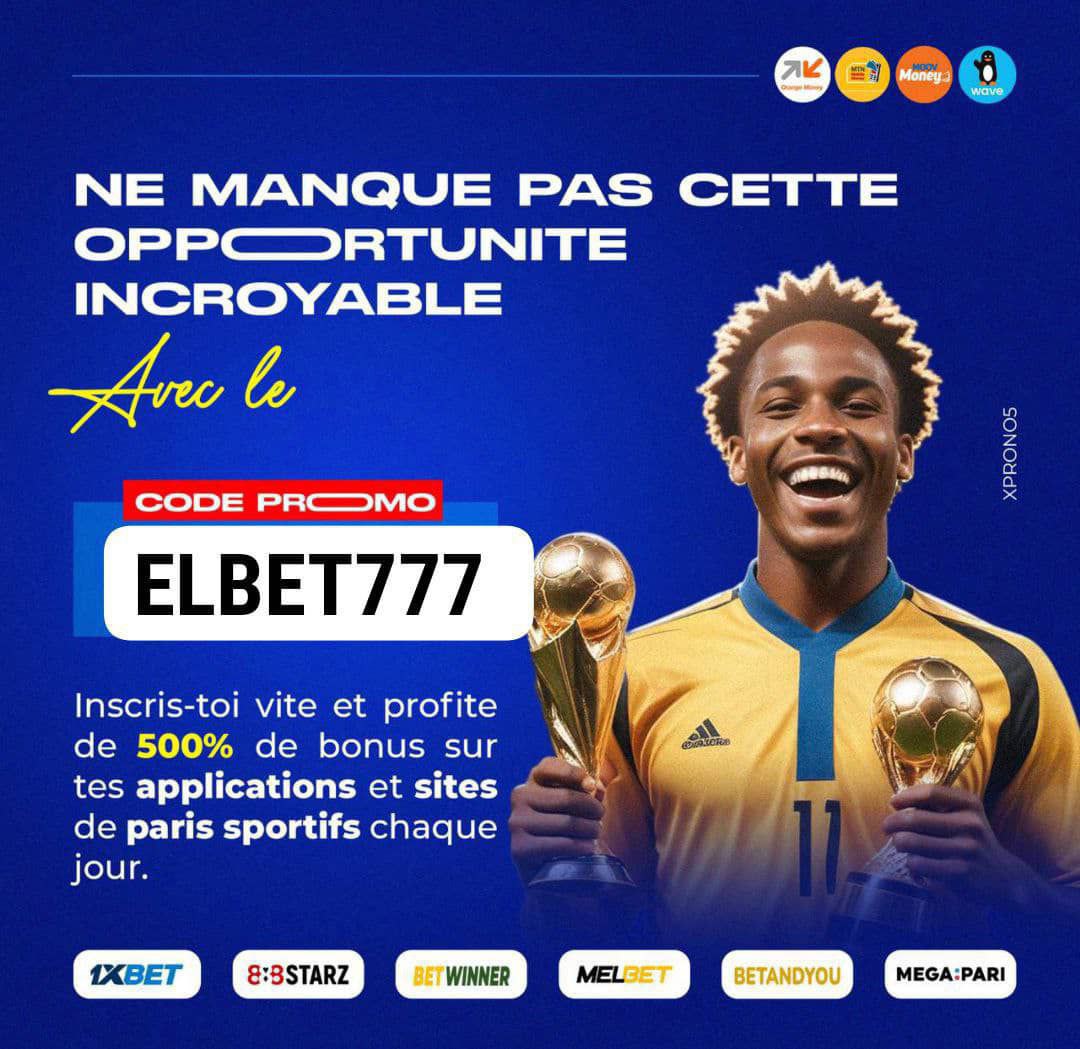 Orange Money
MTN
Mobile
Money
MOOV
Money
wave
NE MANQUE PAS CETTE
OPPORTUNITE
INCROYABLE
Avec le
XPRONO5
CODE PROMO
ELBET777
Inscris-toi vite et profite
de 500% de bonus sur
tes applications et sites
de paris sportifs chaque
jour.
11
1XBET
888STARZ
BETWINNER
MELBET
BETANDYOU
MEGA:PARI